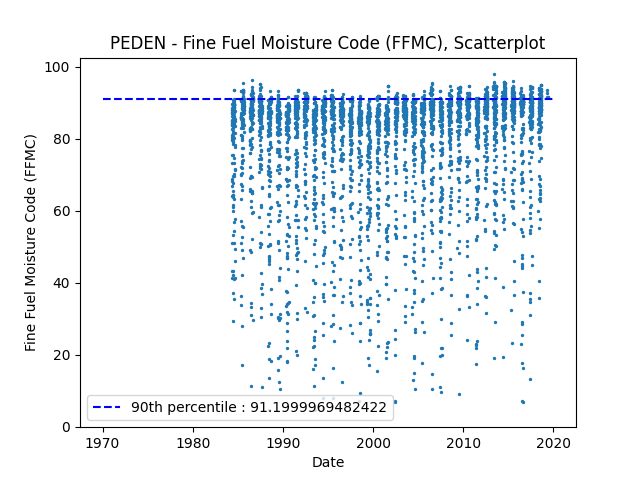 PEDEN - Fine Fuel Moisture Code (FFMC), Scatterplot
100
80
60
40
20
0
Fine Fuel Moisture Code (FFMC)
90th percentile : 91.1999969482422
1970 1980 1990 2000 2010 2020
Date